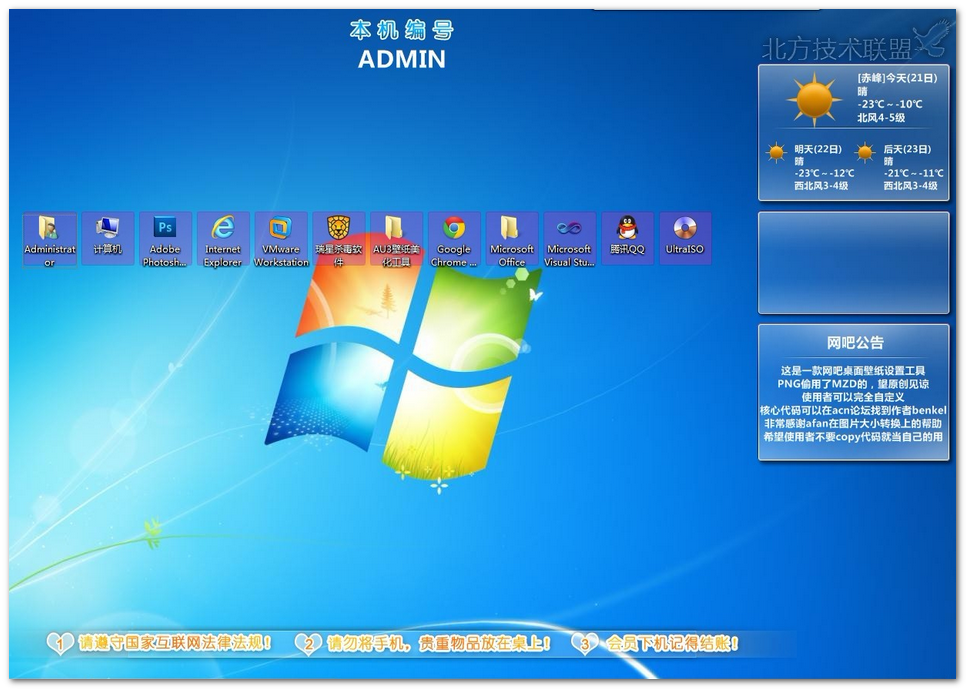 本机编号
ADMIN
北方技术联盟
[赤峰]今天(21日)
晴
-23℃～-10℃
北风4-5级
明天(22日)
晴
-23℃～-12℃
西北风3-4级
后天(23日)
晴
-21℃～-11℃
西北风3-4级
Administrat
or
计算机
Adobe
Photosh...
Internet
Explorer
VMware
Workstation
瑞星杀毒软
件
AU3壁纸美
化工具
Google
Chrome ...
Microsoft
Office
Microsoft
Visual Stu...
腾讯QQ
UltraISO
Ps
网吧公告
这是一款网吧桌面壁纸设置工具
PNG偷用了MZD的，望原创见谅
使用者可以完全自定义
核心代码可以在acn论坛找到作者benkel
非常感谢afan在图片大小转换上的帮助
希望使用者不要copy代码就当自己的用
1 请遵守国家互联网法律法规！
2 请勿将手机，贵重物品放在桌上！
3 会员下机记得结账！